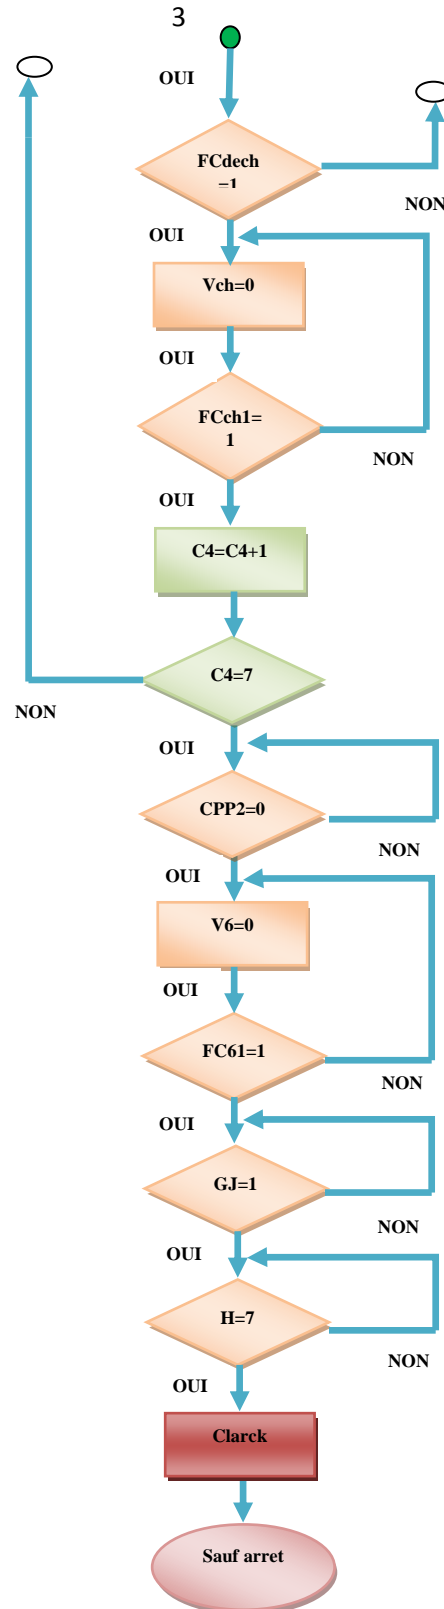 3
OUI
FCdech
=1
NON
OUI
Vch=0
OUI
FCch1=
1
NON
OUI
C4=C4+1
C4=7
NON
OUI
CPP2=0
NON
OUI
V6=0
OUI
FC61=1
NON
OUI
GJ=1
NON
OUI
H=7
NON
OUI
Clarck
Sauf arret